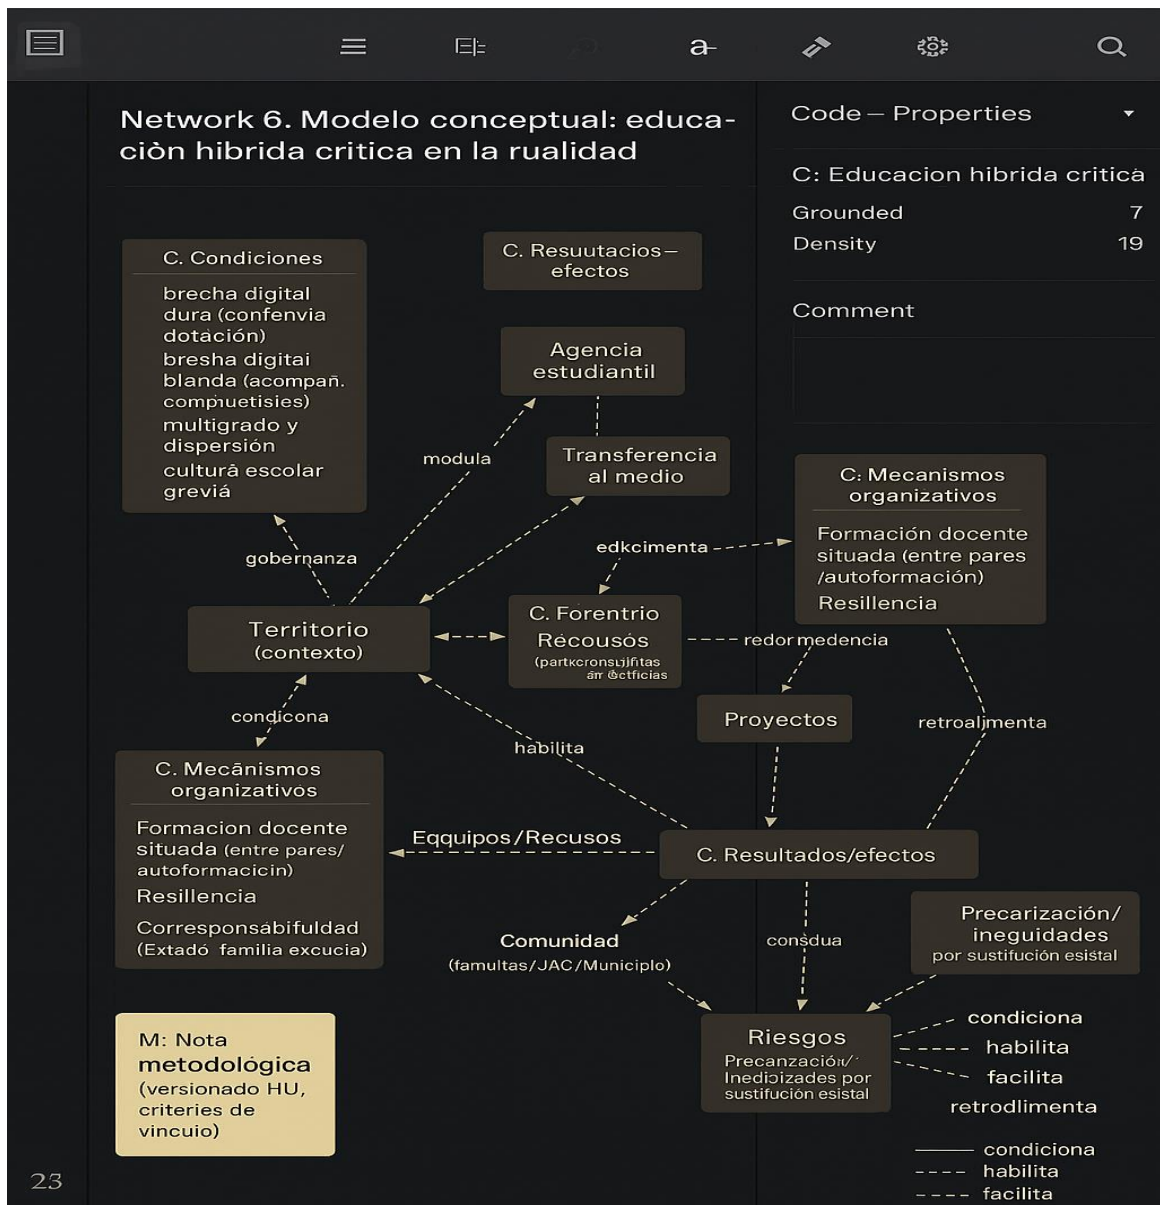 a
Network 6. Modelo conceptual: educa-
ciòn hibrida critica en la rualidad
Code – Properties
C: Educacion hibrida critica
Grounded 7
Density 19
Comment
C. Condiciones
brecha digital
dura (confenvia
dotación)
bresha digitai
blanda (acompañ.
compuetisies)
multigrado y
dispersión
culturâ escolar
greviá
C. Resuutacios–
efectos
Agencia
estudiantil
modula
Transferencia
al medio
gobernanza
edkcimenta
C: Mecanismos
organizativos
Formación docente
situada (entre pares
/autoformación)
Resillencia
Territorio
(contexto)
C. Forentrio
Récousós
redormedencia
condicona
habilita
Proyectos
retroalimenta
C. Mecānismos
organizativos
Formacion docente
situada (entre pares/
autoformacicin)
Resillencia
Corresponsábifuldad
(Extadó familia excucia)
Eqquipos/Recusos
C. Resultados/efectos
Comunidad
(famultas/JAC/Municiplo)
consdua
Precarización/
ineguidades
por sustifución esistal
Riesgos
Precanzación/
por
sustifución esistal
condiciona
habilita
facilita
retrodlimenta
condiciona
habilita
facilita
M: Nota
metodológica
(versionado HU,
criteries de
vincuio)
23